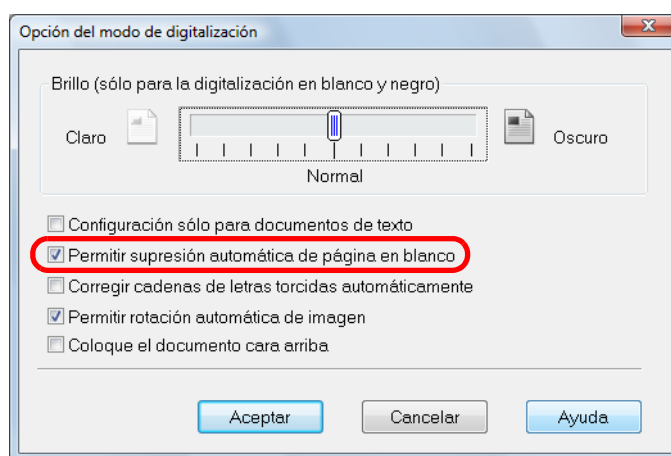 Opción del modo de digitalización
Brillo (sólo para la digitalización en blanco y negro)
Claro
Oscuro
Normal
Configuración sólo para documentos de texto
Permitir supresión automática de página en blanco
Corregir cadenas de letras torcidas automáticamente
Permitir rotación automática de imagen
Coloque el documento cara arriba
Aceptar
Cancelar
Ayuda